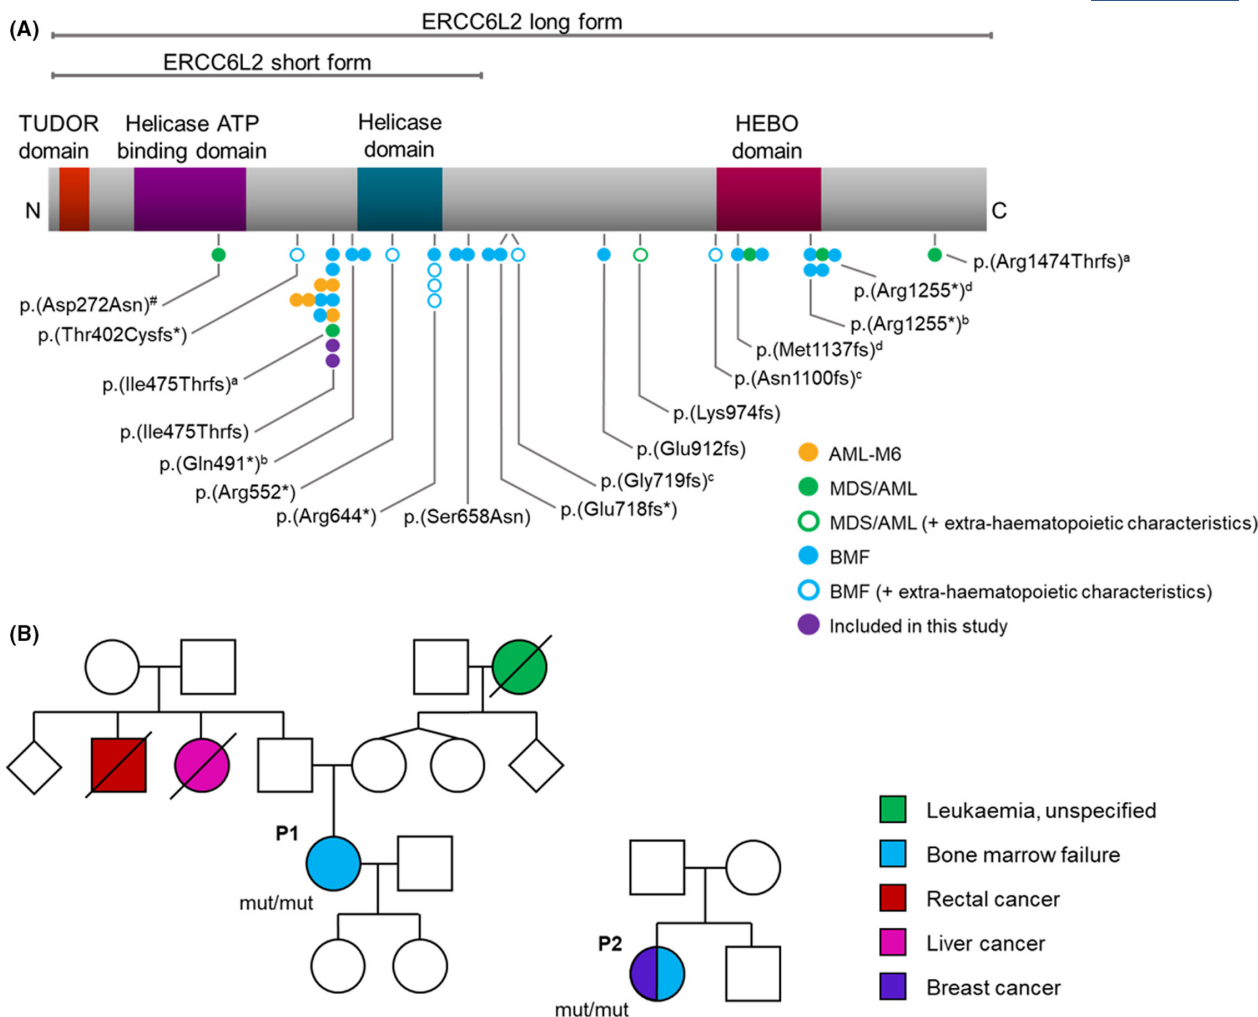 (A)
ERCC6L2 long form
ERCC6L2 short form
TUDOR
domain
Helicase ATP
binding domain
Helicase
domain
HEBO
domain
N
C
p.(Asp272Asn)#
p.(Thr402Cysfs*)
p.(Ile475Thrfs)a
p.(Ile475Thrfs)
p.(Gln491*)b
p.(Arg552*)
p.(Arg644*)
p.(Ser658Asn)
p.(Glu718fs*)
p.(Gly719fs)c
p.(Glu912fs)
p.(Lys974fs)
p.(Asn1100fs)c
p.(Met1137fs)d
p.(Arg1255*)b
p.(Arg1255*)d
p.(Arg1474Thrfs)a
AML-M6
MDS/AML
MDS/AML (+ extra-haematopoietic characteristics)
BMF
BMF (+ extra-haematopoietic characteristics)
Included in this study
(B)
P1
mut/mut
P2
mut/mut
Leukaemia, unspecified
Bone marrow failure
Rectal cancer
Liver cancer
Breast cancer